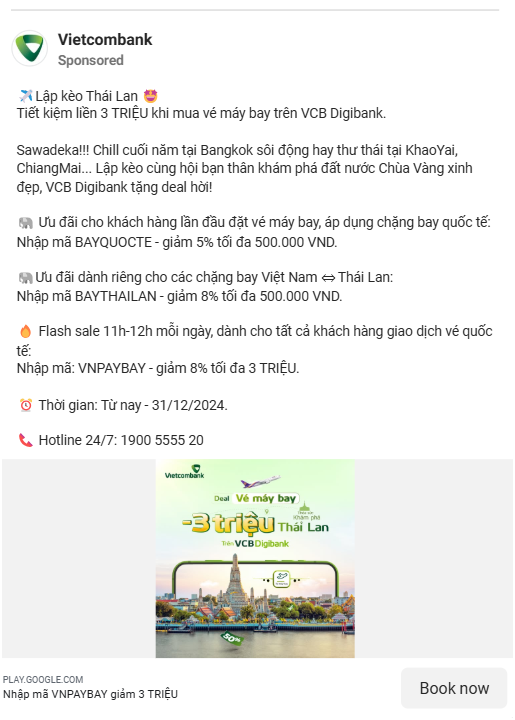 Vietcombank
Sponsored
✈️Lập kèo Thái Lan 🤩
Tiết kiệm liền 3 TRIỆU khi mua vé máy bay trên VCB Digibank.
Sawadeka!!! Chill cuối năm tại Bangkok sôi động hay thư thái tại KhaoYai,
ChiangMai... Lập kèo cùng hội bạn thân khám phá đất nước Chùa Vàng xinh
đẹp, VCB Digibank tặng deal hời!
🐘 Ưu đãi cho khách hàng lần đầu đặt vé máy bay, áp dụng chặng bay quốc tế:
Nhập mã BAYQUOCTE - giảm 5% tối đa 500.000 VND.
🐘Ưu đãi dành riêng cho các chặng bay Việt Nam ⇔ Thái Lan:
Nhập mã BAYTHAILAN - giảm 8% tối đa 500.000 VND.
🔥 Flash sale 11h-12h mỗi ngày, dành cho tất cả khách hàng giao dịch vé quốc
tế:
Nhập mã: VNPAYBAY - giảm 8% tối đa 3 TRIỆU.
⏰ Thời gian: Từ nay - 31/12/2024.
📞 Hotline 24/7: 1900 5555 20
Vietcombank
Deal Vé máy bay
-3 triệu Khám phá Thái Lan
Trên VCB Digibank
50%
PLAY.GOOGLE.COM
Nhập mã VNPAYBAY giảm 3 TRIỆU
Book now